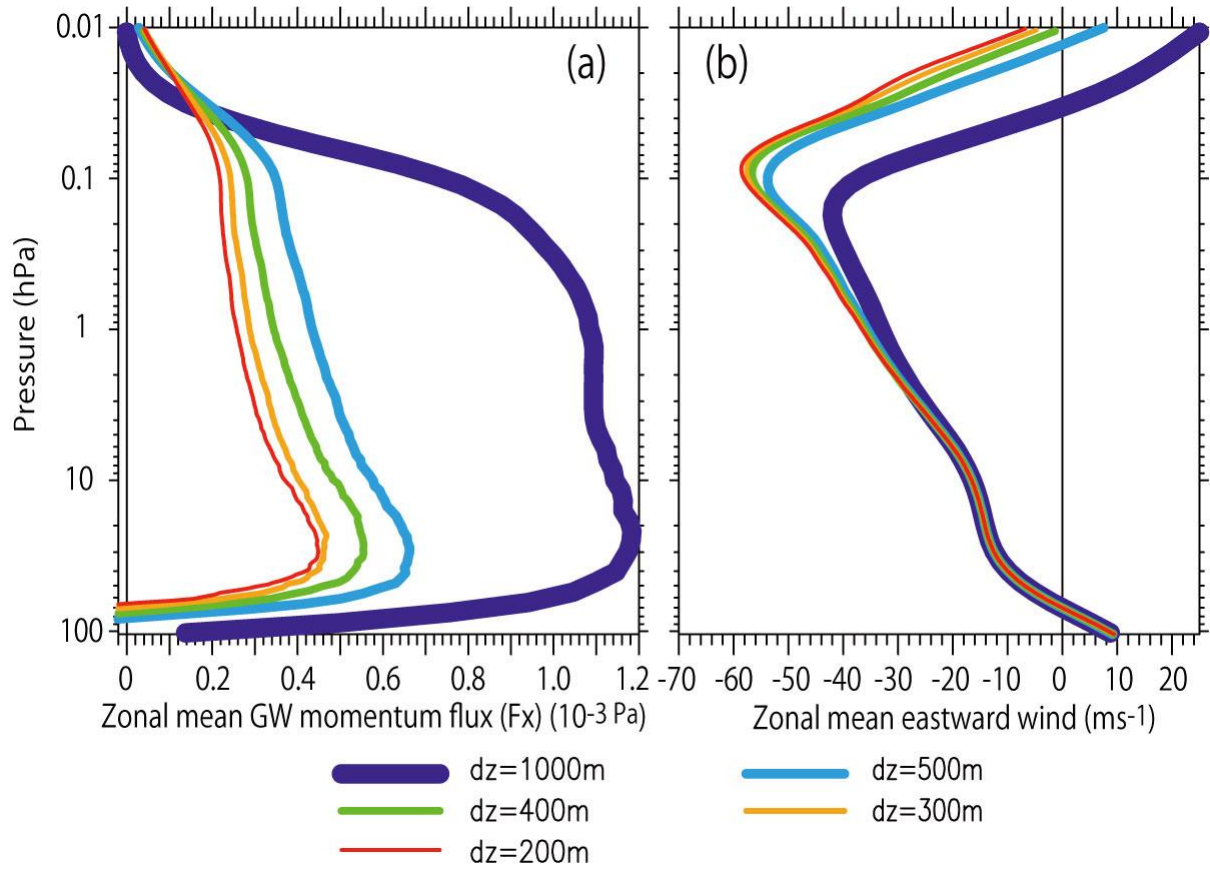 0.01
0.1
1
10
100
Pressure (hPa)
(a)
(b)
0 0.2 0.4 0.6 0.8 1.0 1.2
-70 -60 -50 -40 -30 -20 -10 0 10 20
Zonal mean GW momentum flux (Fx) (10-3 Pa)
Zonal mean eastward wind (ms-1)
dz=1000m
dz=500m
dz=400m
dz=300m
dz=200m